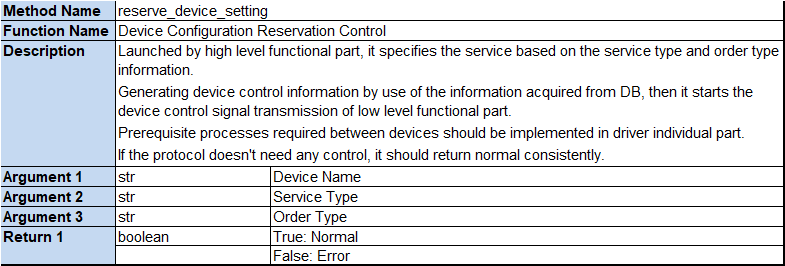 Method Name reserve_device_setting
Function Name Device Configuration Reservation Control
Description Launched by high level functional part, it specifies the service based on the service type and order type
information.
Generating device control information by use of the information acquired from DB, then it starts the
device control signal transmission of low level functional part.
Prerequisite processes required between devices should be implemented in driver individual part.
If the protocol doesn't need any control, it should return normal consistently.
Argument 1 str Device Name
Argument 2 str Service Type
Argument 3 str Order Type
Return 1 boolean True: Normal
False: Error